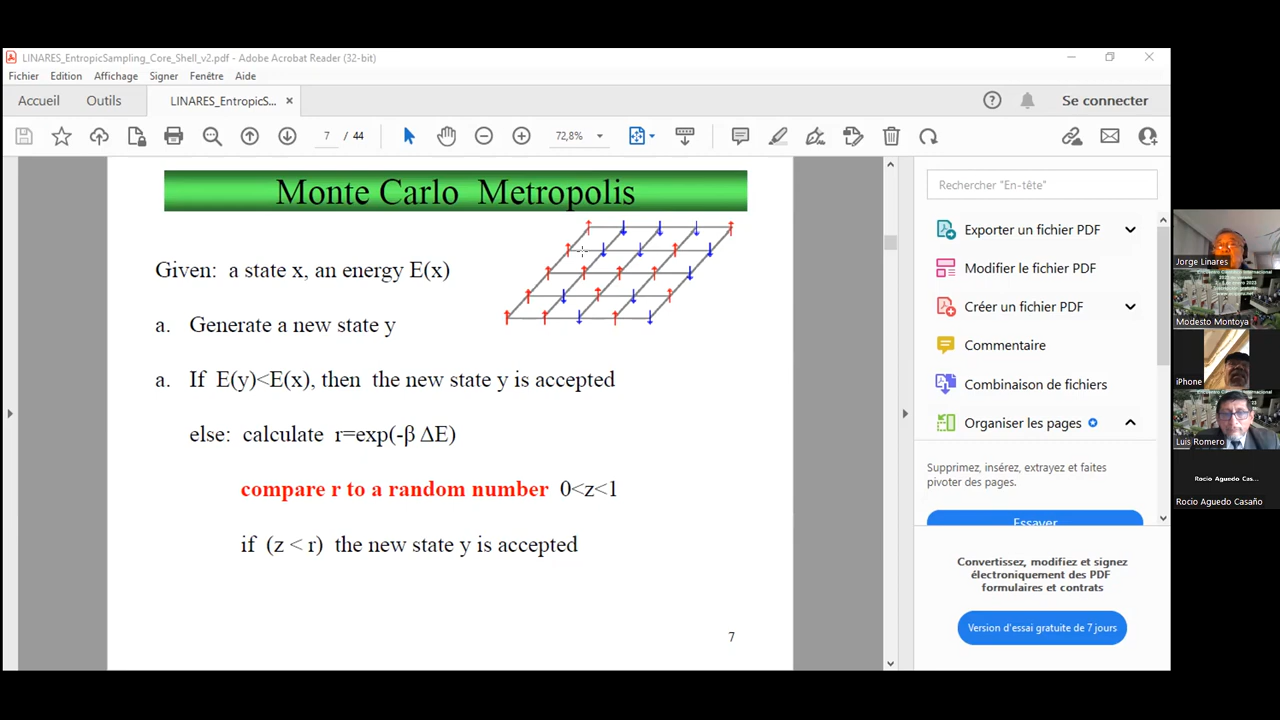 LINARES_EntropicSampling_Core_Shell_v2.pdf - Adobe Acrobat Reader (32-bit)
Fichier Edition Affichage Signer Fenêtre Aide
Accueil Outils LINARES_EntropicS... × Se connecter
7 / 44 72,8%
Monte Carlo Metropolis
Given: a state x, an energy E(x)
a. Generate a new state y
a. If E(y)<E(x), then the new state y is accepted
else: calculate r=exp(-β ΔE)
compare r to a random number 0<z<1
if (z < r) the new state y is accepted
7
Rechercher "En-tête"
Exporter un fichier PDF
Modifier le fichier PDF
Créer un fichier PDF
Commentaire
Combinaison de fichiers
Organiser les pages
Supprimez, insérez, extrayez et faites
pivoter des pages.
Essayer
Convertissez, modifiez et signez
électroniquement des PDF
formulaires et contrats
Version d'essai gratuite de 7 jours
Jorge Linares
Modesto Montoya
iPhone
Luis Romero
Rocio Aguedo Cas...
Rocio Aguedo Casaño